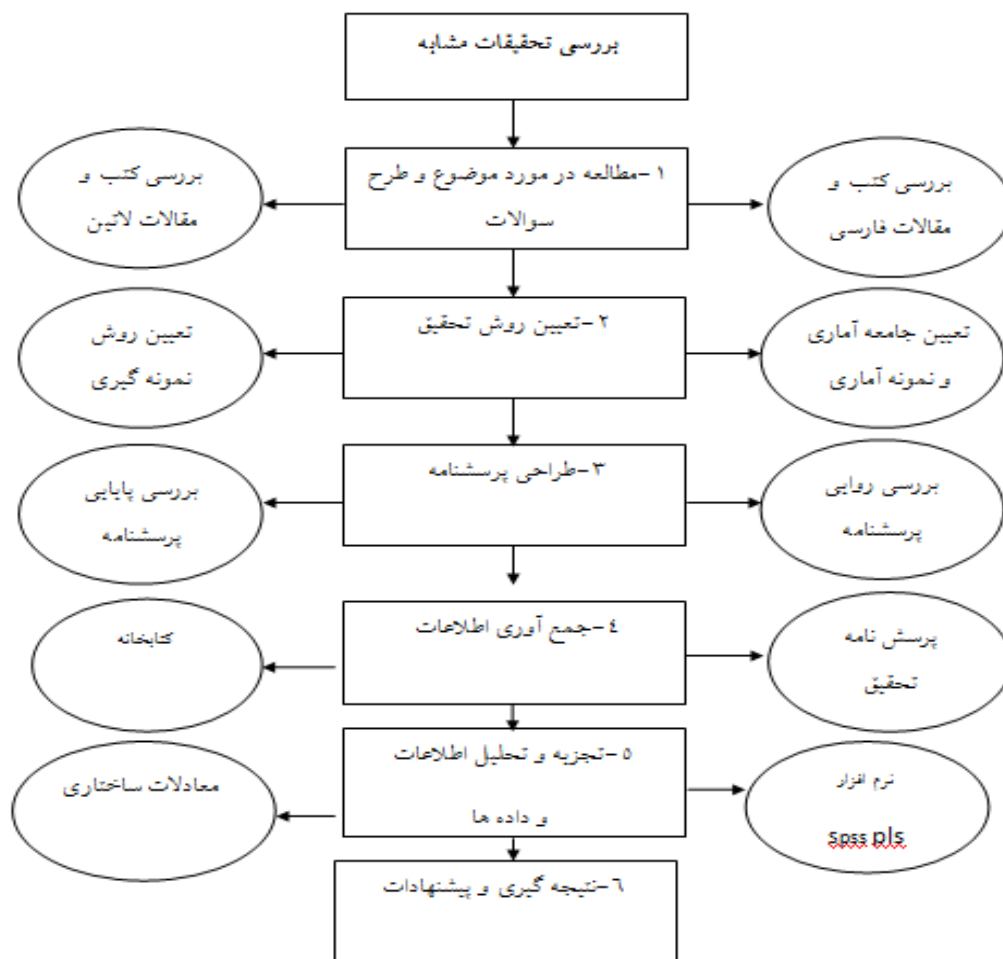 بررسی تحقیقات مشابه
۱-مطالعه در مورد موضوع و طرح
سوالات
بررسی کتب و
مقالات فارسی
بررسی کتب و
مقالات لاتین
۲-تعیین روش تحقیق
تعیین جامعه آماری
و نمونه آماری
تعیین روش
نمونه گیری
۳-طراحی پرسشنامه
بررسی روایی
پرسشنامه
بررسی پایایی
پرسشنامه
٤-جمع آوری اطلاعات
پرسش نامه
تحقیق
کتابخانه
٥-تجزیه و تحلیل اطلاعات
و داده ها
نرم افزار
spss pls
معادلات ساختاری
٦-نتیجه گیری و پیشنهادات